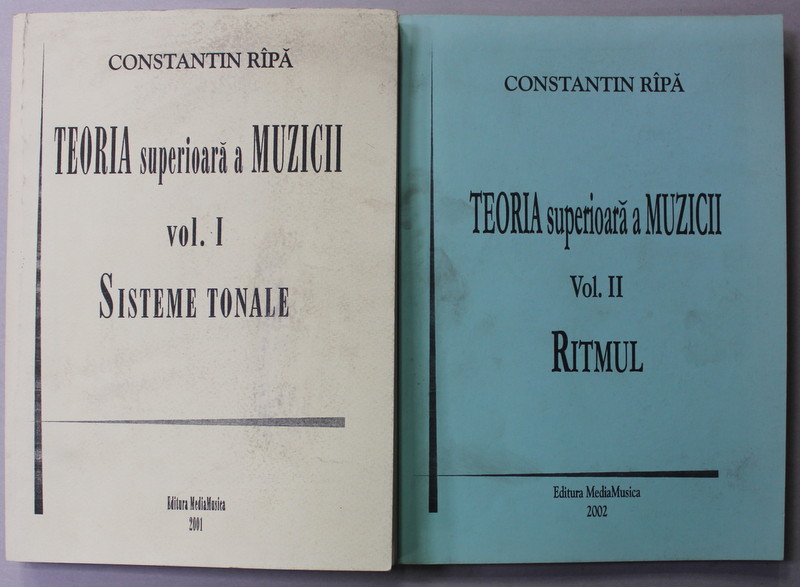 CONSTANTIN RÎPĂ
TEORIA superioară a MUZICII
vol. I
SISTEME TONALE
Editura MediaMusica
2001
CONSTANTIN RÎPĂ
TEORIA superioară a MUZICII
Vol. II
RITMUL
Editura MediaMusica
2002